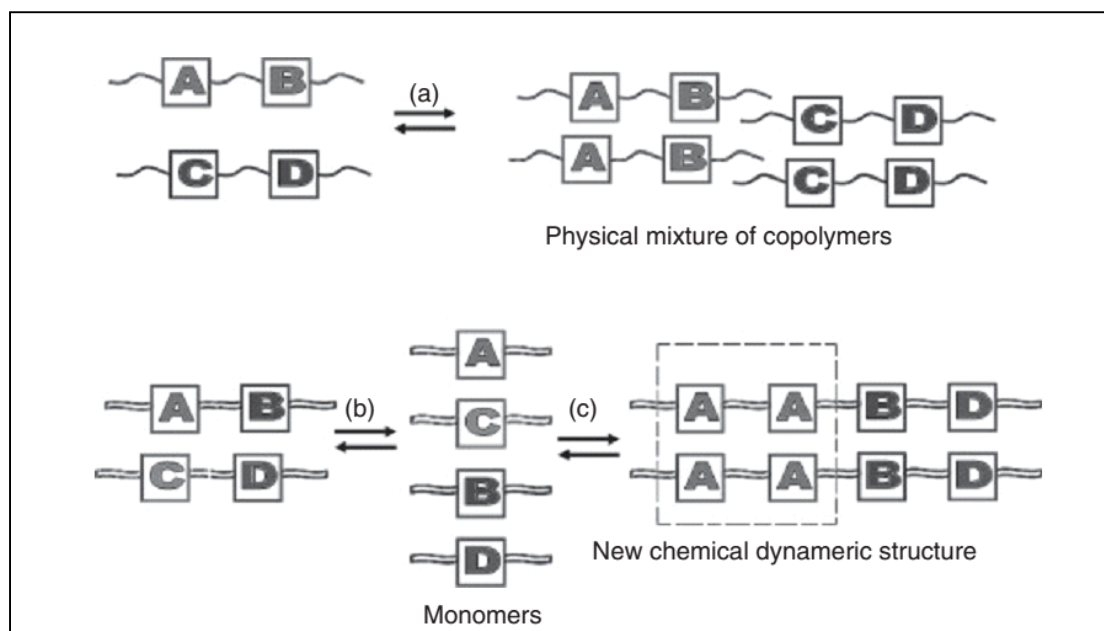 A B (a) A B C D
C D A B C D
Physical mixture of copolymers
A
A B (b) C (c) A A B D
C D B A A B D
D New chemical dynameric structure
Monomers